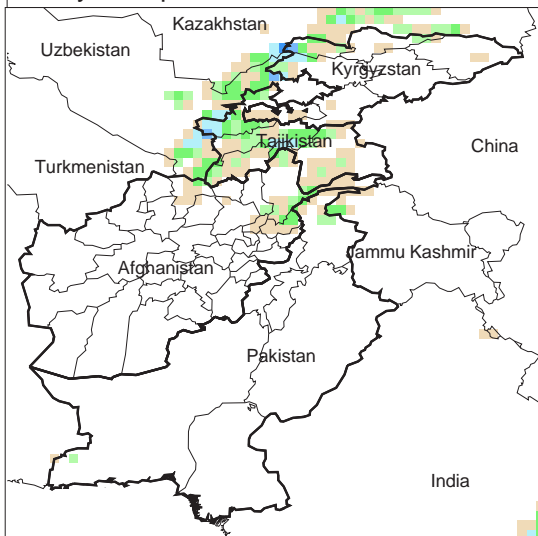 Kazakhstan
Uzbekistan
Kyrgyzstan
Tajikistan
China
Turkmenistan
Jammu Kashmir
Afghanistan
Pakistan
India